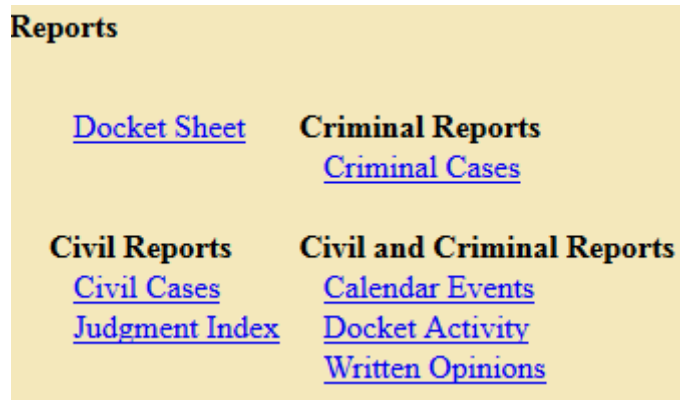 Reports
Docket Sheet
Criminal Reports
Criminal Cases
Civil Reports
Civil Cases
Judgment Index
Civil and Criminal Reports
Calendar Events
Docket Activity
Written Opinions